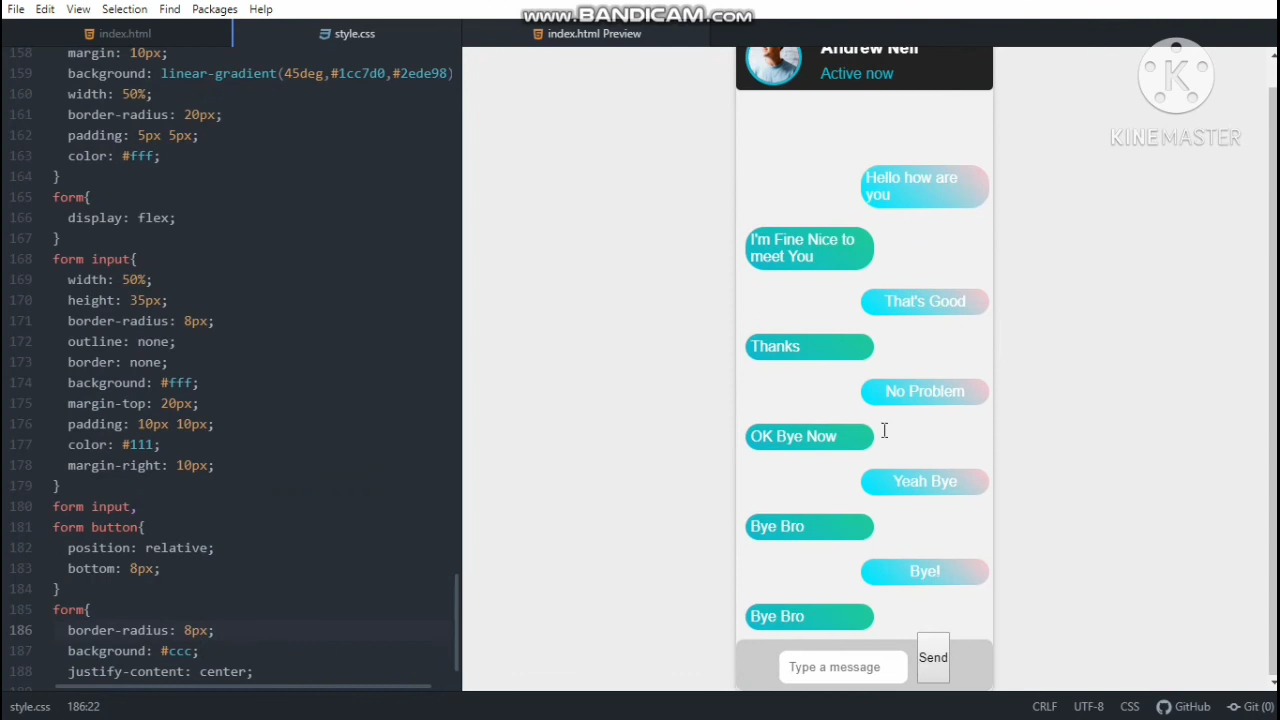 File Edit View Selection Find Packages Help
www.BANDICAM.com
index.html
style.css
index.html Preview
158 margin: 10px;
159 background: linear-gradient(45deg,#1cc7d0,#2ede98)
160 width: 50%;
161 border-radius: 20px;
162 padding: 5px 5px;
163 color: #fff;
164 }
165 form{
166 display: flex;
167 }
168 form input{
169 width: 50%;
170 height: 35px;
171 border-radius: 8px;
172 outline: none;
173 border: none;
174 background: #fff;
175 margin-top: 20px;
176 padding: 10px 10px;
177 color: #111;
178 margin-right: 10px;
179 }
180 form input,
181 form button{
182 position: relative;
183 bottom: 8px;
184 }
185 form{
186 border-radius: 8px;
187 background: #ccc;
188 justify-content: center;
Andrew Neil
Active now
K
KINEMASTER
Hello how are
you
I'm Fine Nice to
meet You
That's Good
Thanks
No Problem
OK Bye Now
Yeah Bye
Bye Bro
Bye!
Bye Bro
Type a message
Send
style.css 186:22
CRLF UTF-8 CSS GitHub Git (0)